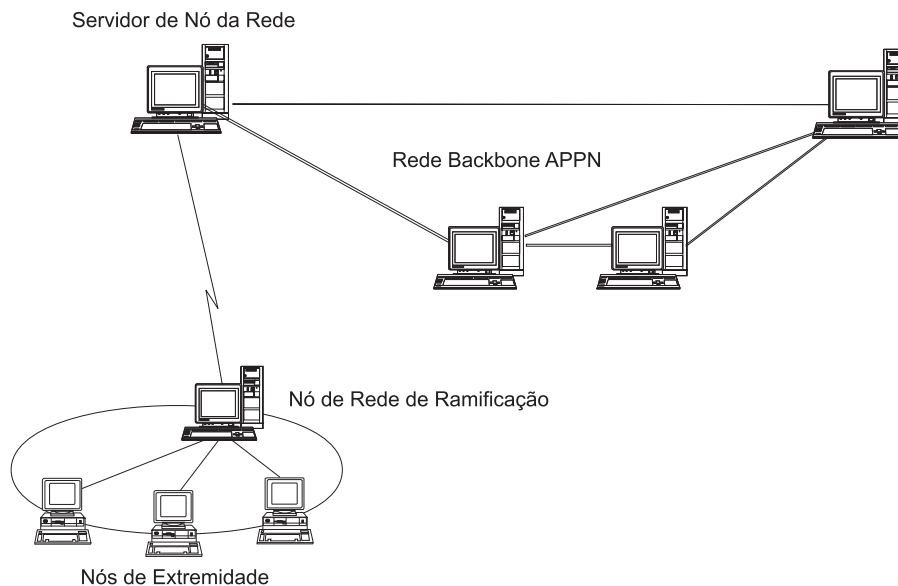 Servidor de Nó da Rede
Rede Backbone APPN
Nó de Rede de Ramificação
Nós de Extremidade